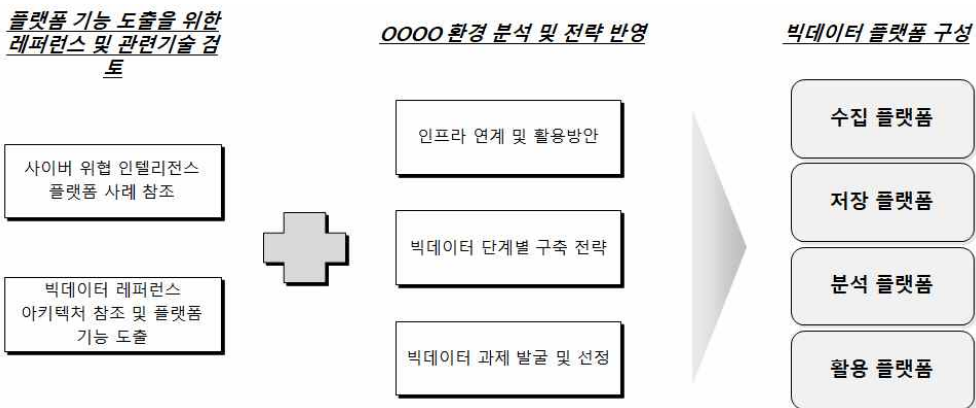 플랫폼 기능 도출을 위한
레퍼런스 및 관련기술 검
토
사이버 위협 인텔리전스
플랫폼 사례 참조
빅데이터 레퍼런스
아키텍처 참조 및 플랫폼
기능 도출
OOOO 환경 분석 및 전략 반영
인프라 연계 및 활용방안
빅데이터 단계별 구축 전략
빅데이터 과제 발굴 및 선정
빅데이터 플랫폼 구성
수집 플랫폼
저장 플랫폼
분석 플랫폼
활용 플랫폼